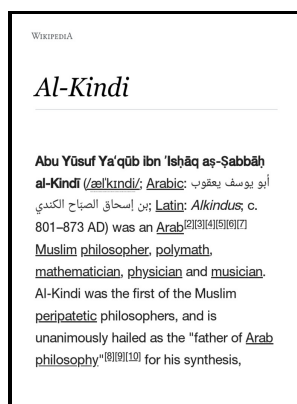 WIKIPEDIA
Al-Kindi
Abu Yūsuf Yaʻqūb ibn ʼIsḥāq aṣ-Ṣabbāḥ
al-Kindī (/ælˈkɪndi/; Arabic: أبو يوسف يعقوب
بن إسحاق الصبّاح الكندي; Latin: Alkindus; c.
801–873 AD) was an Arab[2][3][4][5][6][7]
Muslim philosopher, polymath,
mathematician, physician and musician.
Al-Kindi was the first of the Muslim
peripatetic philosophers, and is
unanimously hailed as the "father of Arab
philosophy"[8][9][10] for his synthesis,